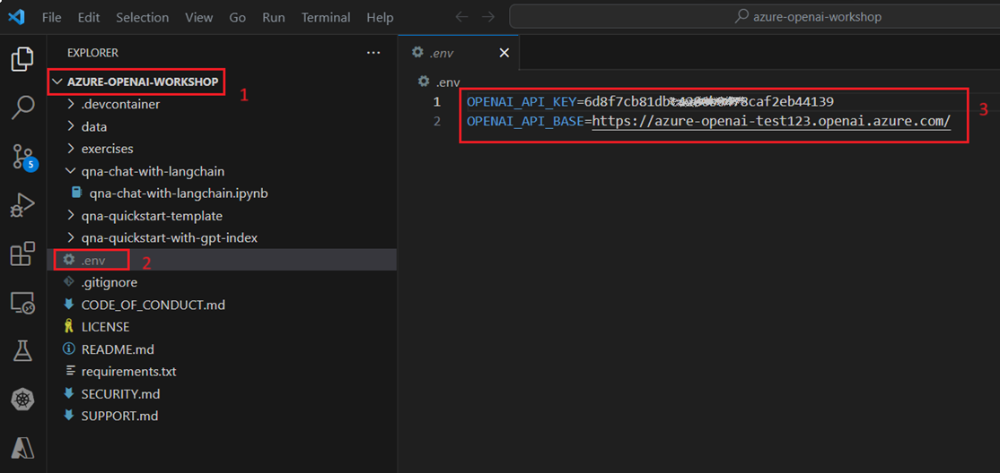 File Edit Selection View Go Run Terminal Help
azure-openai-workshop
EXPLORER
AZURE-OPENAI-WORKSHOP
1
.devcontainer
data
exercises
qna-chat-with-langchain
qna-chat-with-langchain.ipynb
qna-quickstart-template
qna-quickstart-with-gpt-index
.env
2
.gitignore
CODE_OF_CONDUCT.md
LICENSE
README.md
requirements.txt
SECURITY.md
SUPPORT.md
5
.env
.env
1 OPENAI_API_KEY=
2 OPENAI_API_BASE=https://azure-openai-test123.openai.azure.com/
3